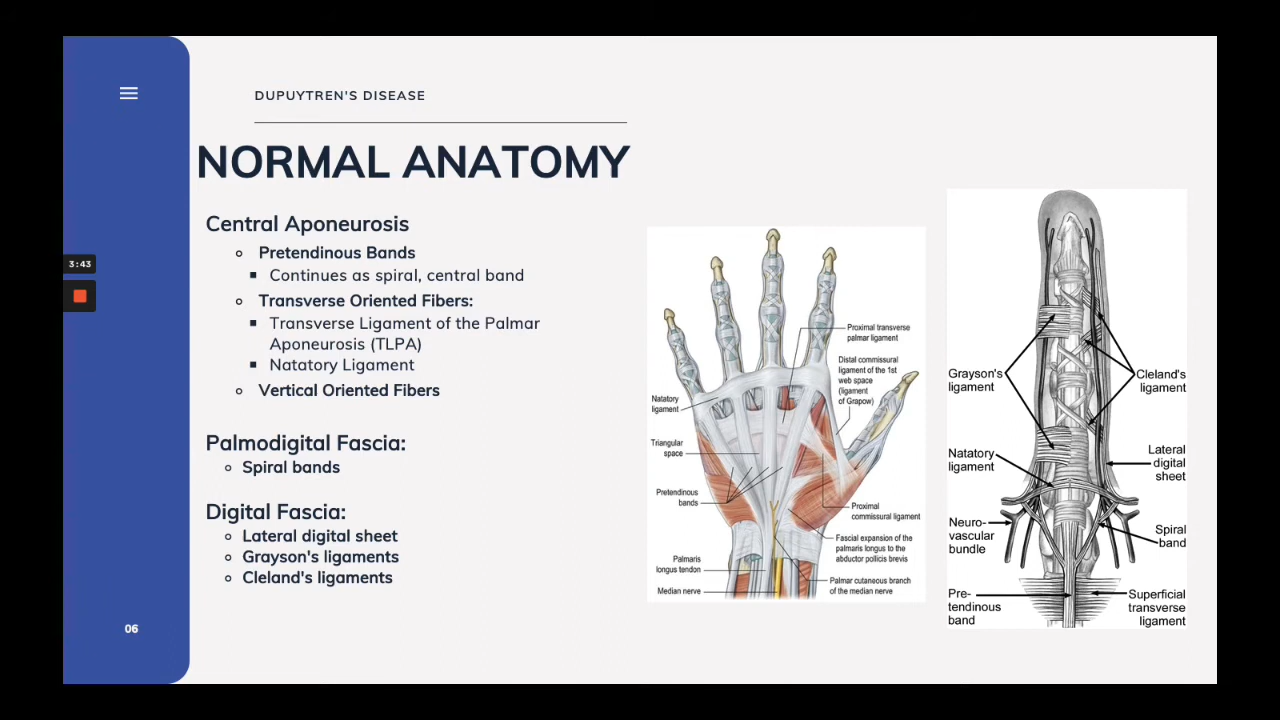 DUPUYTREN'S DISEASE
NORMAL ANATOMY
Central Aponeurosis
Pretendinous Bands
Continues as spiral, central band
Transverse Oriented Fibers:
Transverse Ligament of the Palmar
Aponeurosis (TLPA)
Natatory Ligament
Vertical Oriented Fibers
Palmodigital Fascia:
Spiral bands
Digital Fascia:
Lateral digital sheet
Grayson's ligaments
Cleland's ligaments
3:43
06
Proximal transverse
palmar ligament
Distal commissural
ligament of the 1st
web space
(ligament
of Grapow)
Natatory
ligament
Triangular
space
Pretendinous
bands
Proximal
commissural ligament
Fascial expansion of the
palmaris longus to the
abductor pollicis brevis
Palmaris
longus tendon
Palmar cutaneous branch
of the median nerve
Median nerve
Grayson's
ligament
Cleland's
ligament
Natatory
ligament
Lateral
digital
sheet
Neuro-
vascular
bundle
Spiral
band
Pre-
tendinous
band
Superficial
transverse
ligament